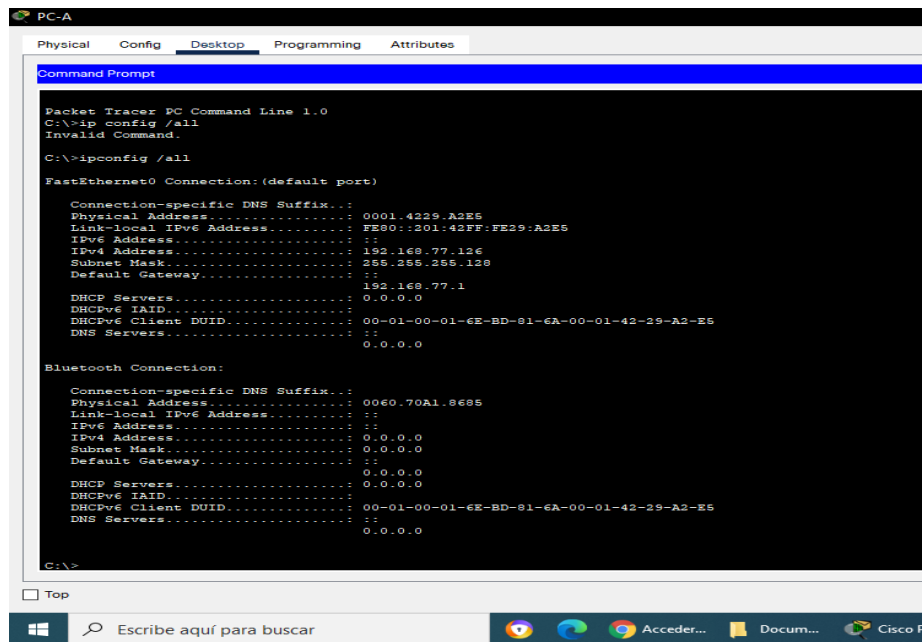 PC-A
Physical Config Desktop Programming Attributes
Command Prompt
Packet Tracer PC Command Line 1.0
C:\>ip config /all
Invalid Command.
C:\>ipconfig /all
FastEthernet0 Connection:(default port)
Connection-specific DNS Suffix..:
Physical Address................: 0001.4229.A2E5
Link-local IPv6 Address.........: FE80::201:42FF:FE29:A2E5
IPv6 Address....................: ::
IPv4 Address....................: 192.168.77.126
Subnet Mask.....................: 255.255.255.128
Default Gateway.................: ::
192.168.77.1
DHCP Servers....................: 0.0.0.0
DHCPv6 IAID.....................:
DHCPv6 Client DUID..............: 00-01-00-01-6E-BD-81-6A-00-01-42-29-A2-E5
DNS Servers.....................: ::
0.0.0.0
Bluetooth Connection:
Connection-specific DNS Suffix..:
Physical Address................: 0060.70A1.8685
Link-local IPv6 Address.........: ::
IPv6 Address....................: ::
IPv4 Address....................: 0.0.0.0
Subnet Mask.....................: 0.0.0.0
Default Gateway.................: ::
0.0.0.0
DHCP Servers....................: 0.0.0.0
DHCPv6 IAID.....................:
DHCPv6 Client DUID..............: 00-01-00-01-6E-BD-81-6A-00-01-42-29-A2-E5
DNS Servers.....................: ::
0.0.0.0
C:\>
Top
Escribe aquí para buscar Acceder... Docum... Cisco P